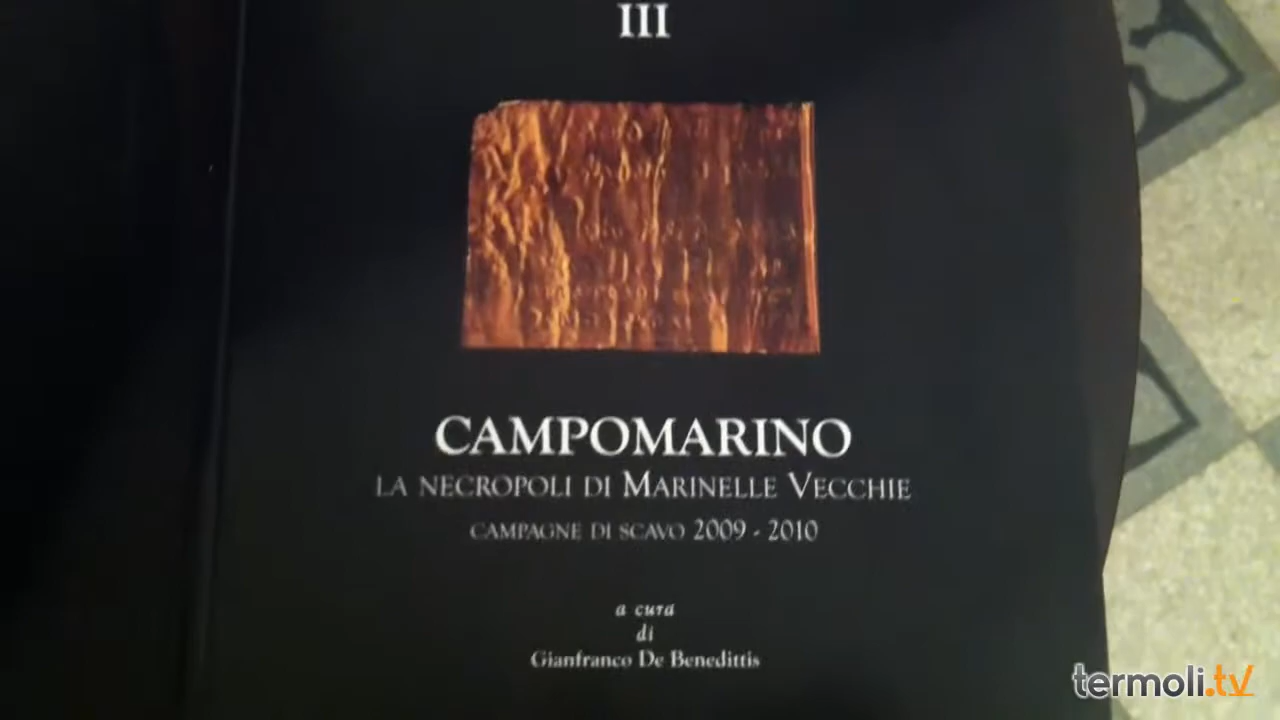 III
CAMPOMARINO
LA NECROPOLI DI MARINELLE VECCHIE
CAMPAGNE DI SCAVO 2009 - 2010
a cura
di
Gianfranco De Benedittis
termoli.tv